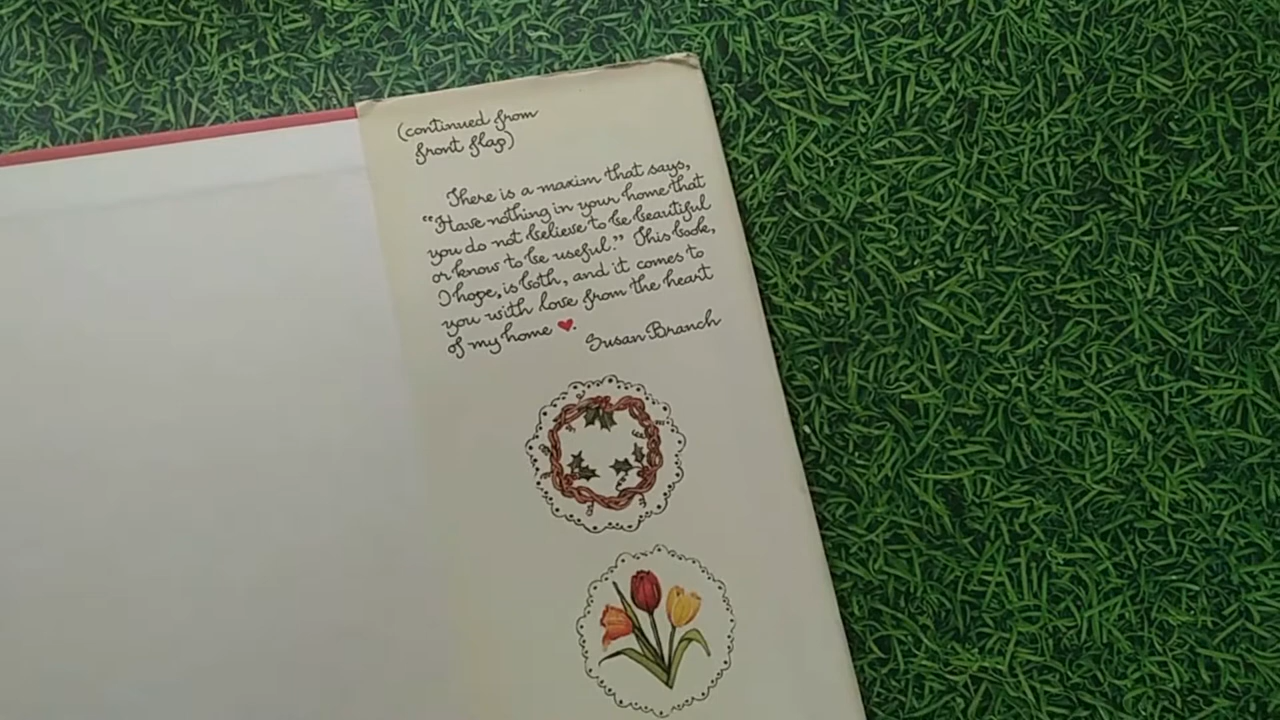 (continued from
front flap)
There is a maxim that says,
“Have nothing in your home that
you do not believe to be beautiful
or know to be useful.” This book,
I hope, is both, and it comes to
you with love from the heart
of my home ♥.
Susan Branch